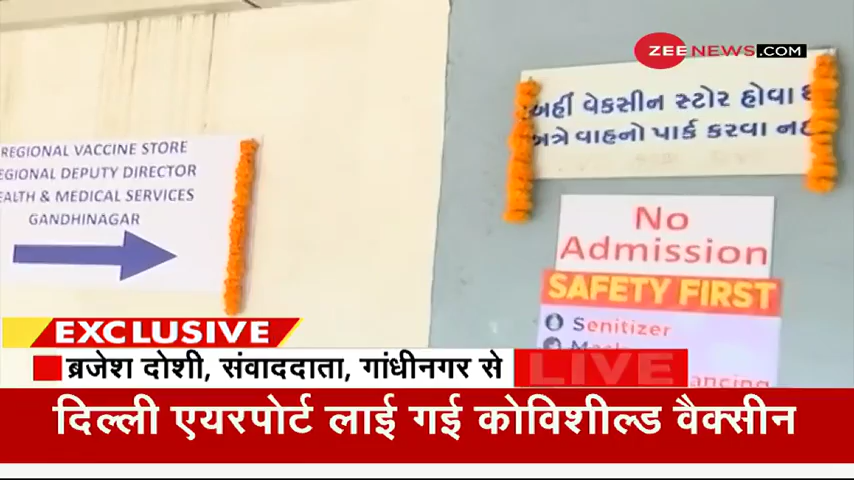 ZEE NEWS.COM
REGIONAL VACCINE STORE
REGIONAL DEPUTY DIRECTOR
HEALTH & MEDICAL SERVICES
GANDHINAGAR
અહીં વેકસીન સ્ટોર હોવા
અત્રે વાહનો પાર્ક કરવા
No
Admission
SAFETY FIRST
Senitizer
EXCLUSIVE
ब्रजेश दोशी, संवाददाता, गांधीनगर से
LIVE
दिल्ली एयरपोर्ट लाई गई कोविशील्ड वैक्सीन